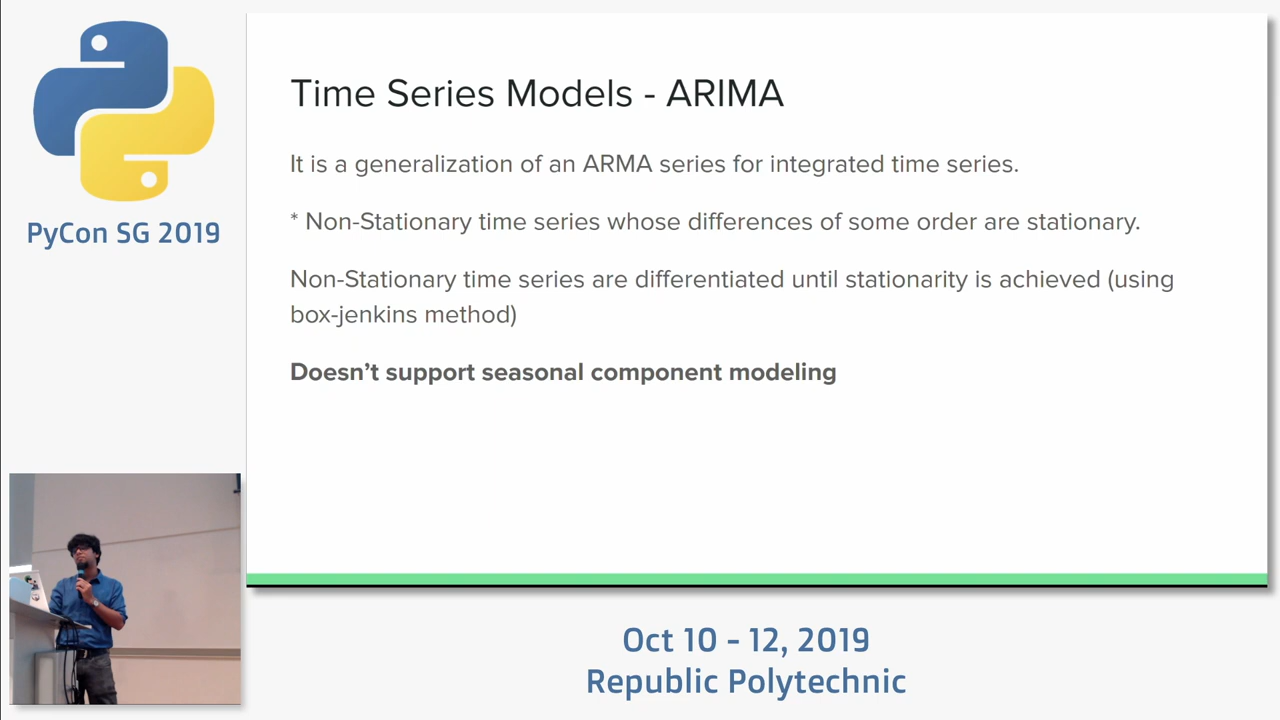 PyCon SG 2019
Time Series Models - ARIMA
It is a generalization of an ARMA series for integrated time series.
* Non-Stationary time series whose differences of some order are stationary.
Non-Stationary time series are differentiated until stationarity is achieved (using
box-jenkins method)
Doesn’t support seasonal component modeling
Oct 10 - 12, 2019
Republic Polytechnic